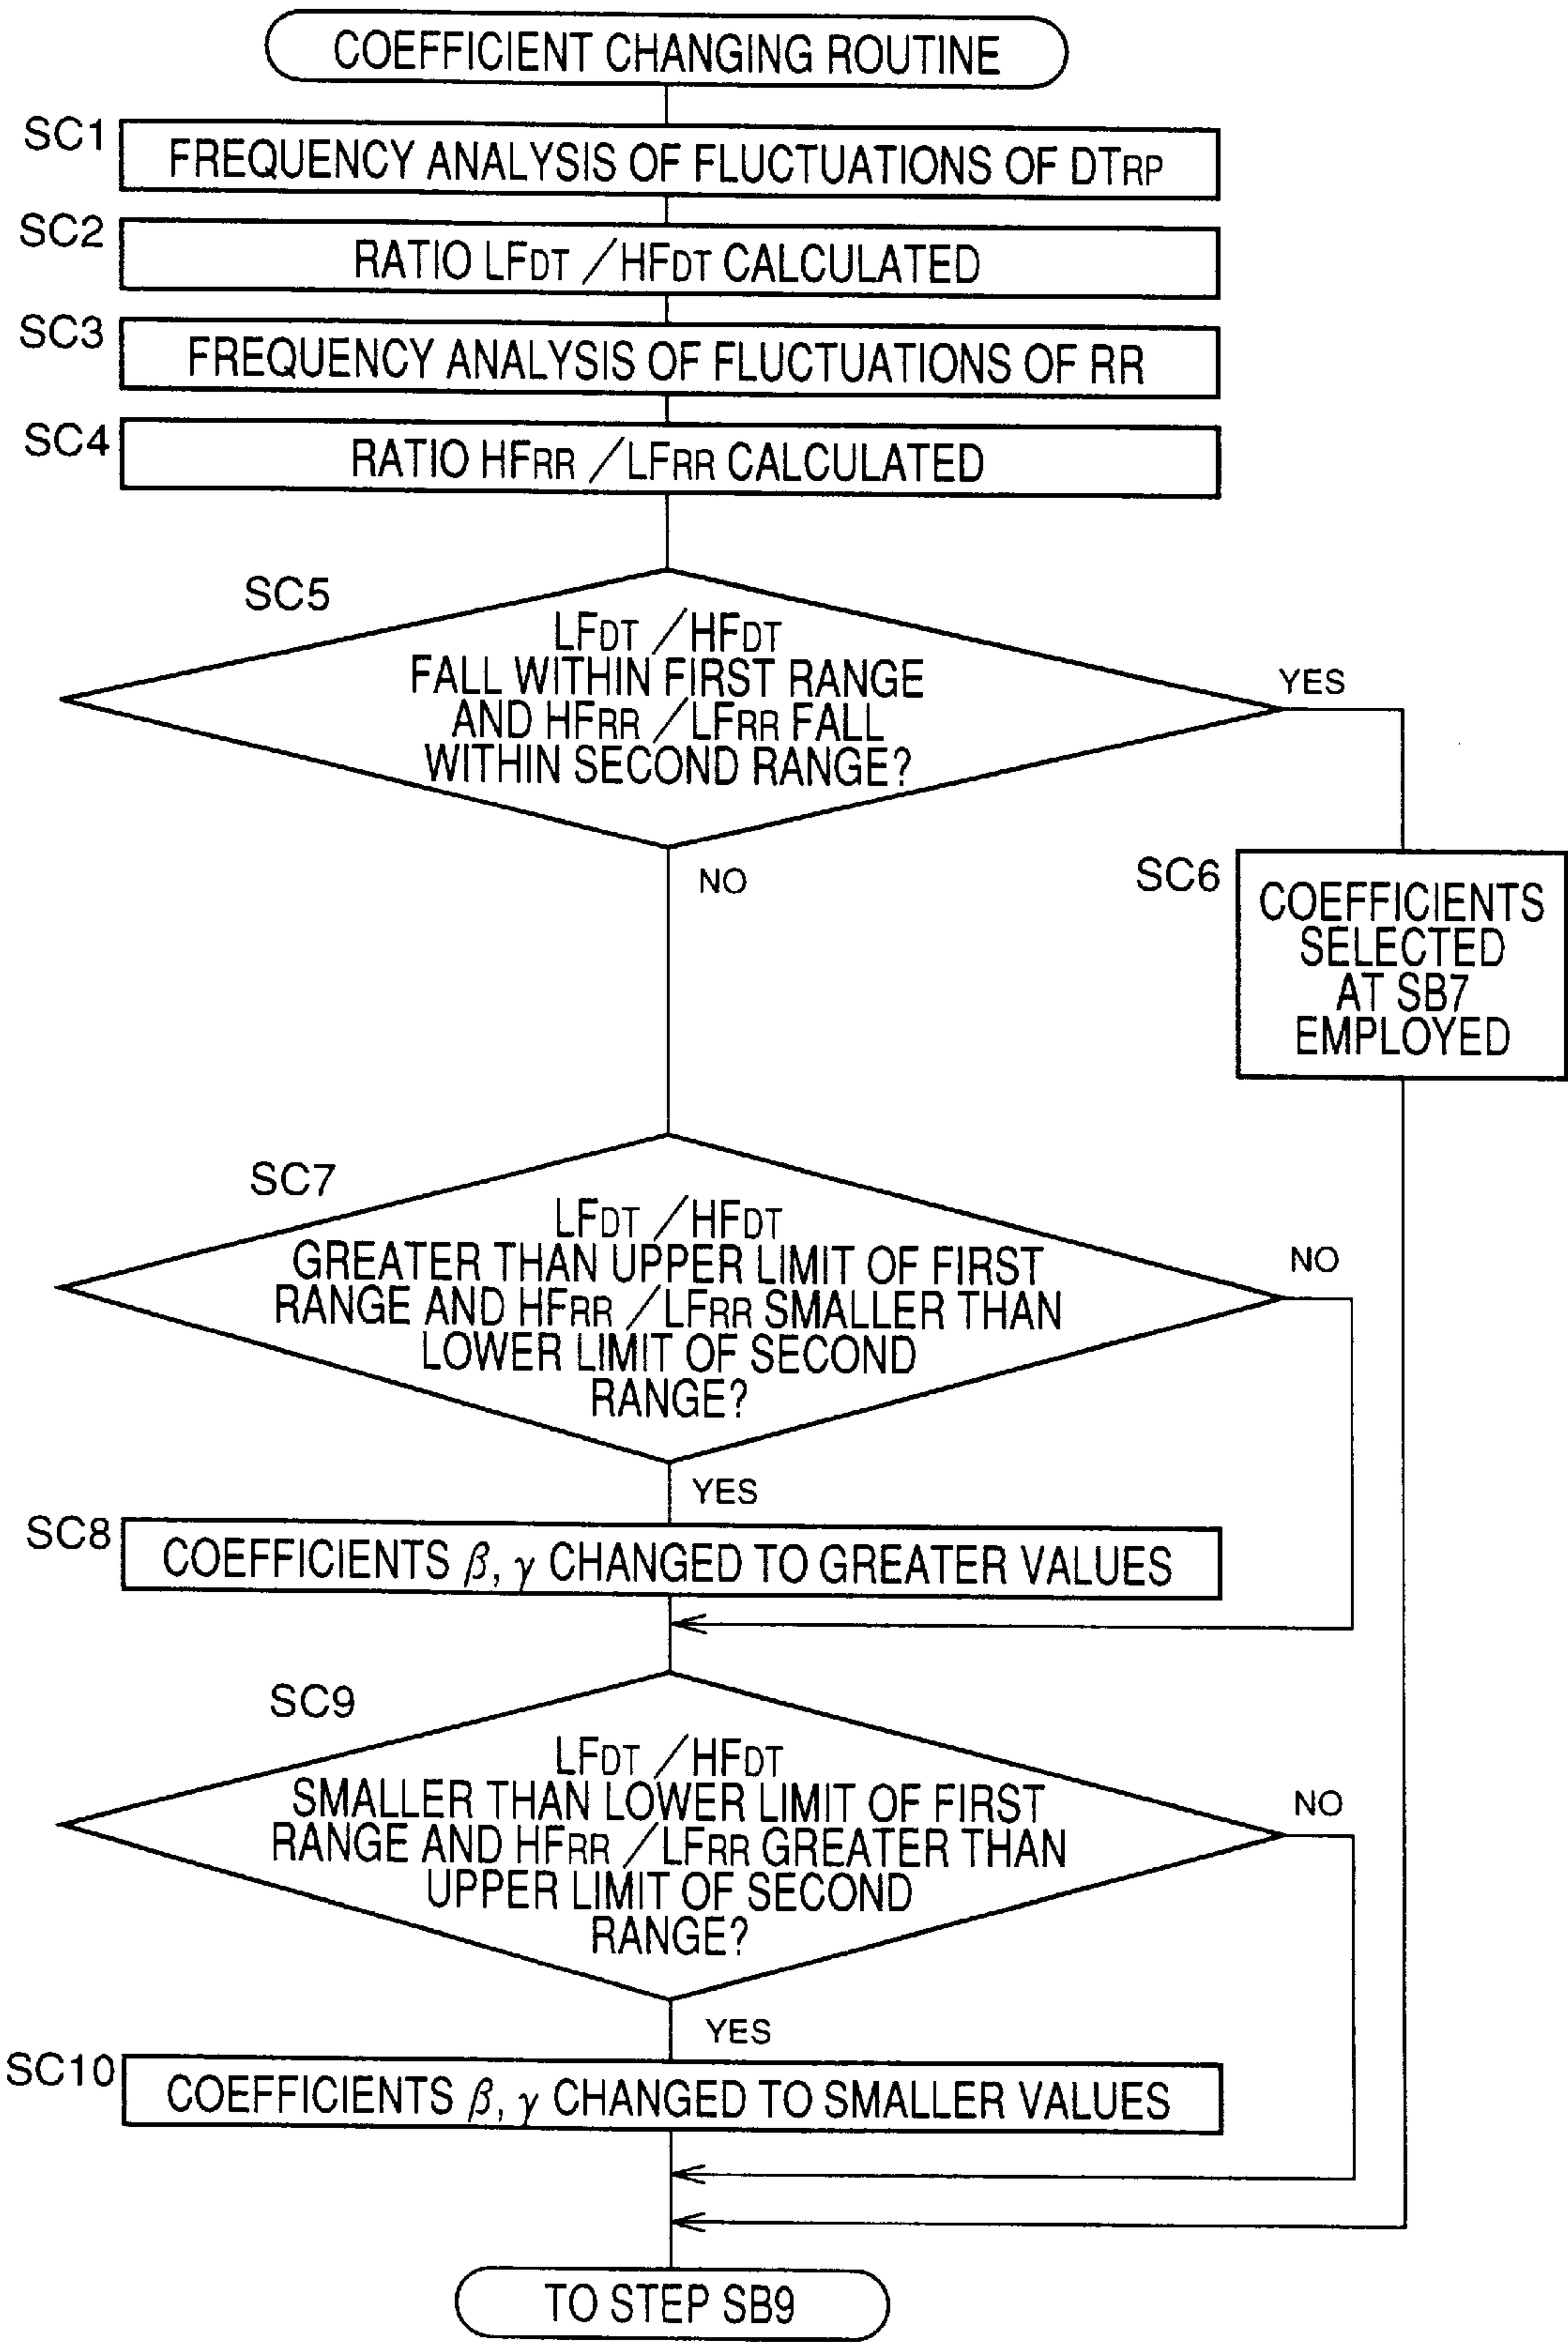 COEFFICIENT CHANGING ROUTINE
SC1
FREQUENCY ANALYSIS OF FLUCTUATIONS OF DTRP
SC2
RATIO LFDT /HFDT CALCULATED
SC3
FREQUENCY ANALYSIS OF FLUCTUATIONS OF RR
SC4
RATIO HFRR /LFRR CALCULATED
SC5
LFDT /HFDT
FALL WITHIN FIRST RANGE
AND HFRR /LFRR FALL
WITHIN SECOND RANGE?
YES
NO
SC6
COEFFICIENTS
SELECTED
AT SB7
EMPLOYED
SC7
LFDT /HFDT
GREATER THAN UPPER LIMIT OF FIRST
RANGE AND HFRR /LFRR SMALLER THAN
LOWER LIMIT OF SECOND
RANGE?
NO
YES
SC8
COEFFICIENTS β, γ CHANGED TO GREATER VALUES
SC9
LFDT /HFDT
SMALLER THAN LOWER LIMIT OF FIRST
RANGE AND HFRR /LFRR GREATER THAN
UPPER LIMIT OF SECOND
RANGE?
NO
YES
SC10
COEFFICIENTS β, γ CHANGED TO SMALLER VALUES
TO STEP SB9